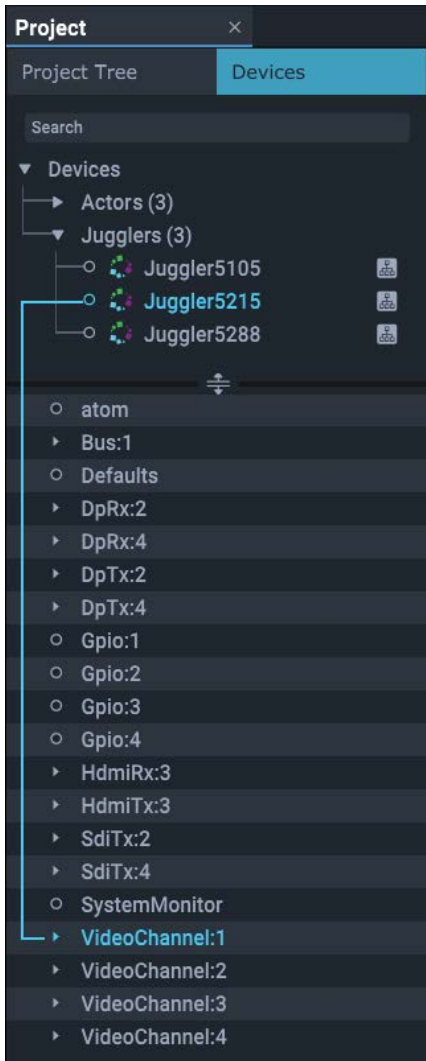 Project
Project Tree Devices
Search
Devices
Actors (3)
Jugglers (3)
Juggler5105
Juggler5215
Juggler5288
atom
Bus:1
Defaults
DpRx:2
DpRx:4
DpTx:2
DpTx:4
Gpio:1
Gpio:2
Gpio:3
Gpio:4
HdmiRx:3
HdmiTx:3
SdiTx:2
SdiTx:4
SystemMonitor
VideoChannel:1
VideoChannel:2
VideoChannel:3
VideoChannel:4